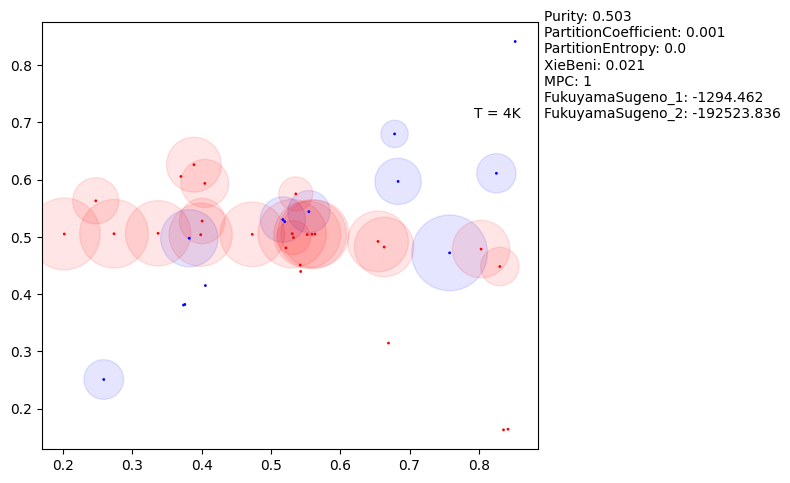 Purity: 0.503
PartitionCoefficient: 0.001
PartitionEntropy: 0.0
XieBeni: 0.021
MPC: 1
FukuyamaSugeno_1: -1294.462
FukuyamaSugeno_2: -192523.836
T = 4K
0.8
0.7
0.6
0.5
0.4
0.3
0.2
0.2 0.3 0.4 0.5 0.6 0.7 0.8